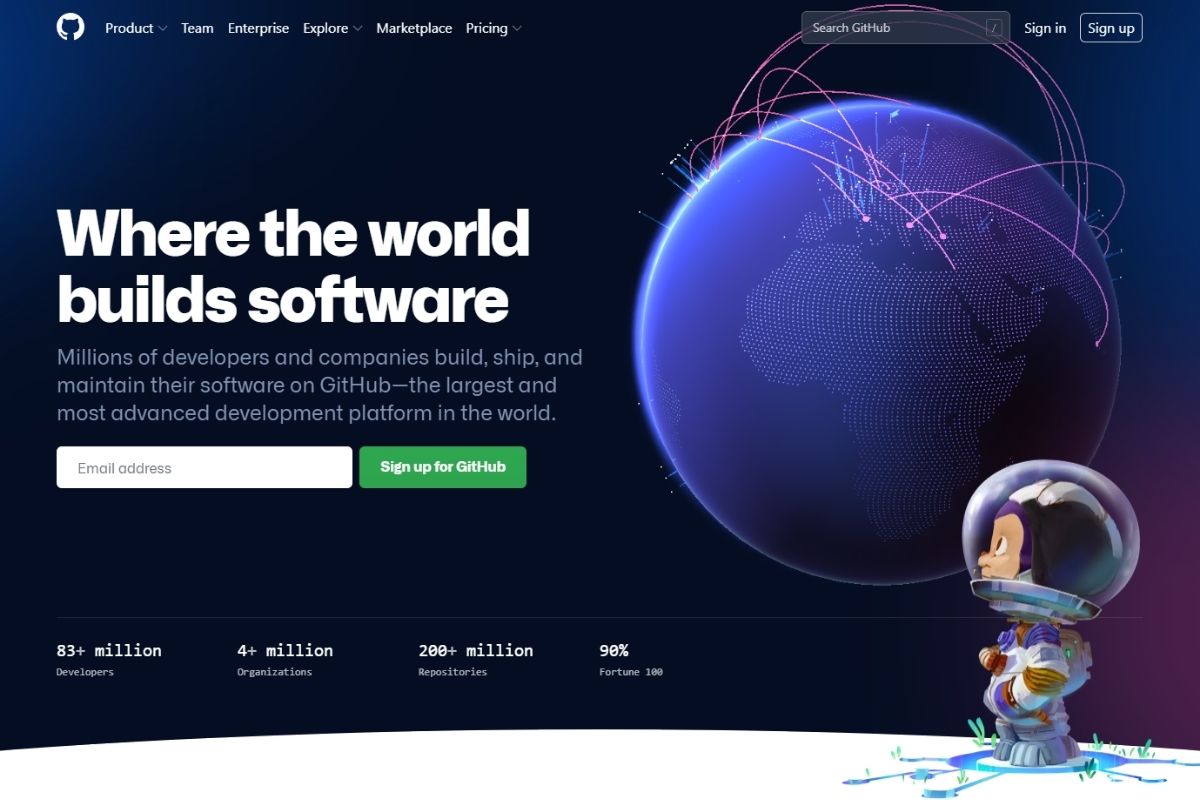 Product Team Enterprise Explore Marketplace Pricing
Search GitHub /
Sign in
Sign up
Where the world
builds software
Millions of developers and companies build, ship, and
maintain their software on GitHub—the largest and
most advanced development platform in the world.
Email address
Sign up for GitHub
83+ million
Developers
4+ million
Organizations
200+ million
Repositories
90%
Fortune 100